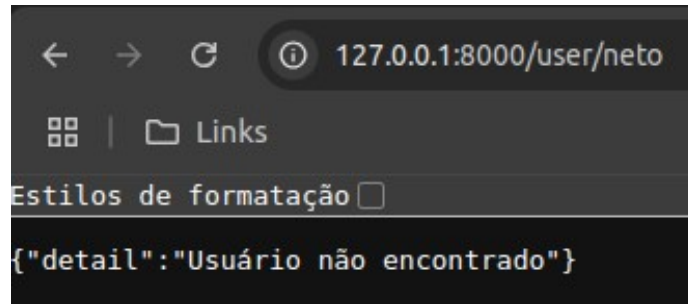 127.0.0.1:8000/user/neto
Links
Estilos de formatação
{"detail":"Usuário não encontrado"}